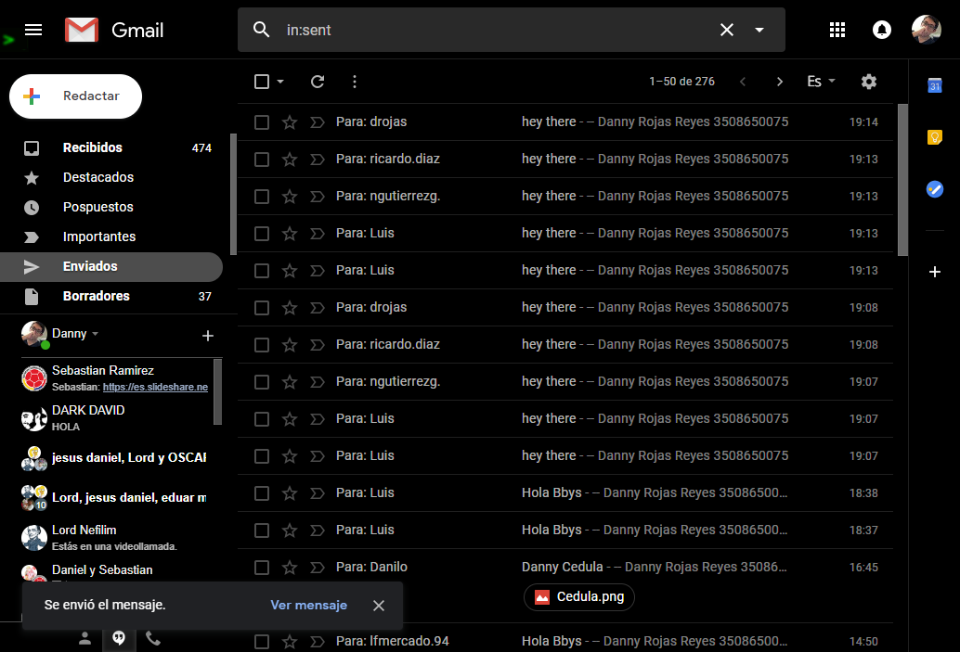 Gmail
in:sent
Redactar
1–50 de 276
Es
31
Recibidos 474
Destacados
Pospuestos
Importantes
Enviados
Borradores 37
Danny
Sebastian Ramirez
Sebastian: https://es.slideshare.ne
DARK DAVID
HOLA
jesus daniel, Lord y OSCAR
Lord, jesus daniel, eduar m
10
Lord Nefilim
Estás en una videollamada.
Daniel y Sebastian
Para: drojas hey there - -- Danny Rojas Reyes 3508650075 19:14
Para: ricardo.diaz hey there - -- Danny Rojas Reyes 3508650075 19:13
Para: ngutierrezg. hey there - -- Danny Rojas Reyes 3508650075 19:13
Para: Luis hey there - -- Danny Rojas Reyes 3508650075 19:13
Para: Luis hey there - -- Danny Rojas Reyes 3508650075 19:13
Para: drojas hey there - -- Danny Rojas Reyes 3508650075 19:08
Para: ricardo.diaz hey there - -- Danny Rojas Reyes 3508650075 19:08
Para: ngutierrezg. hey there - -- Danny Rojas Reyes 3508650075 19:07
Para: Luis hey there - -- Danny Rojas Reyes 3508650075 19:07
Para: Luis hey there - -- Danny Rojas Reyes 3508650075 19:07
Para: Luis Hola Bbys - -- Danny Rojas Reyes 35086500... 18:38
Para: Luis Hola Bbys - -- Danny Rojas Reyes 35086500... 18:37
Para: Danilo Danny Cedula - -- Danny Rojas Reyes 35086... 16:45
Cedula.png
Para: lfmercado.94 Hola Bbys - -- Danny Rojas Reyes 35086500... 14:50
Se envió el mensaje. Ver mensaje